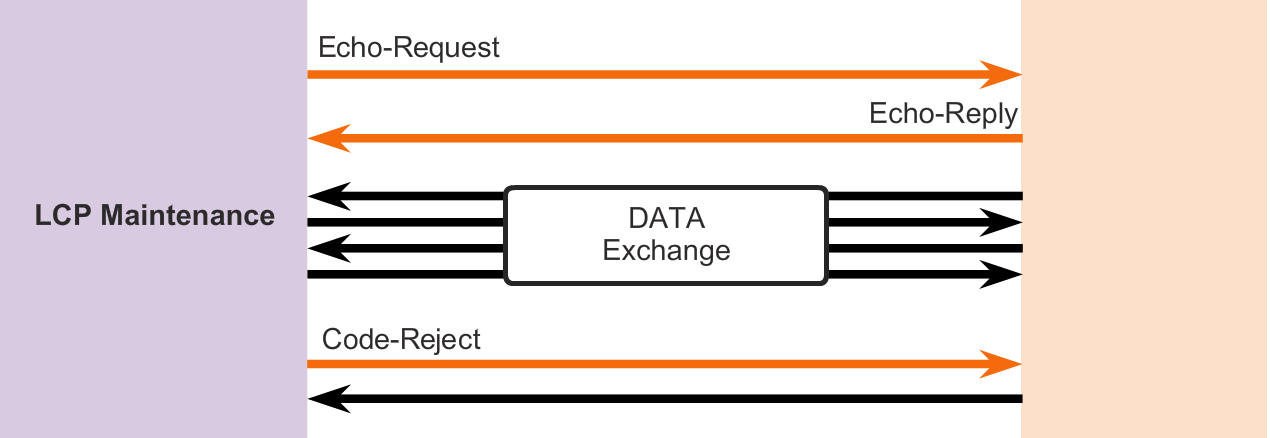 Echo-Request
Echo-Reply
LCP Maintenance
DATA
Exchange
Code-Reject